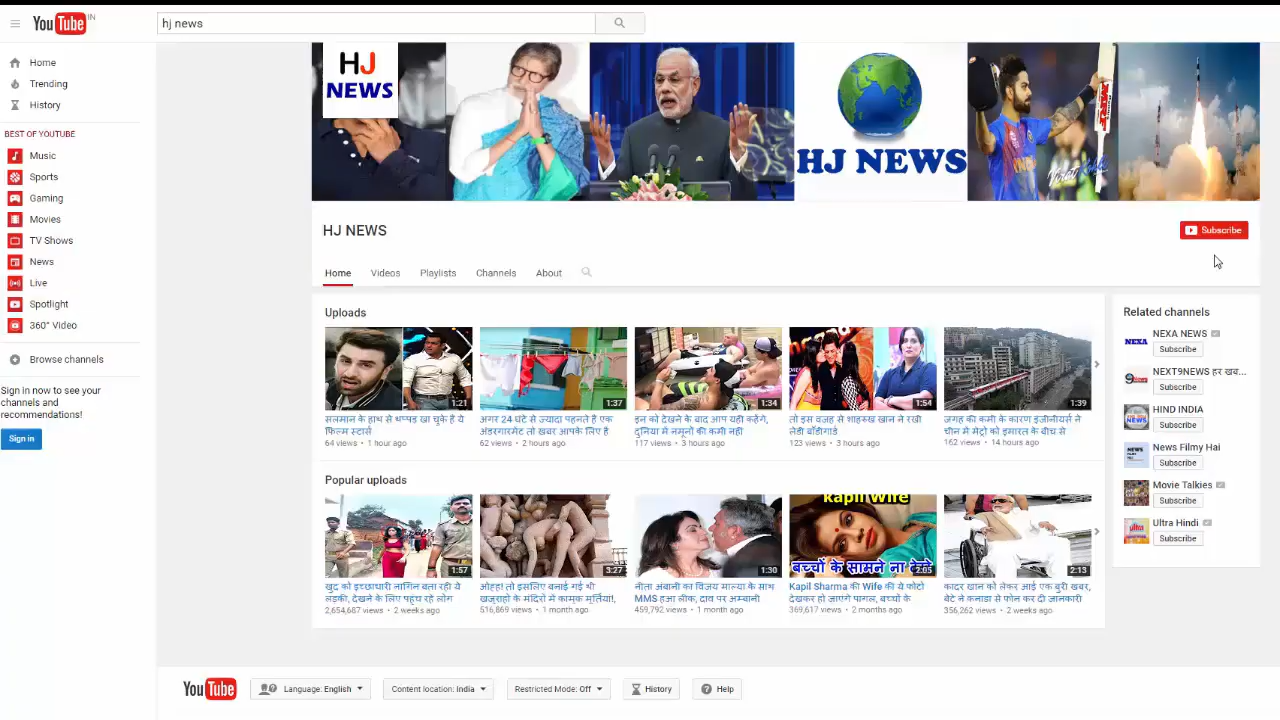 YouTube IN
hj news
Home
Trending
History
BEST OF YOUTUBE
Music
Sports
Gaming
Movies
TV Shows
News
Live
Spotlight
360° Video
Browse channels
Sign in now to see your
channels and
recommendations!
Sign in
HJ
NEWS
HJ NEWS
HJ NEWS
Subscribe
Home Videos Playlists Channels About
Uploads
1:21
सलमान के हाथ से थप्पड़ खा चुके हैं ये
फिल्म स्टार्स
64 views • 1 hour ago
1:37
अगर 24 घंटे से ज्यादा पहनते हैं एक
अंडरगारमेंट तो खबर आपके लिए है
62 views • 2 hours ago
1:34
इन को देखने के बाद आप यही कहेंगे,
दुनिया में नमूनों की कमी नहीं
117 views • 3 hours ago
1:54
तो इस वजह से शाहरुख खान ने रखी
लेडी बॉडीगार्ड
123 views • 3 hours ago
1:39
जगह की कमी के कारण इंजीनियर्स ने
चीन में मेट्रो को इमारत के बीच से
162 views • 14 hours ago
Popular uploads
1:57
खुद को इच्छाधारी नागिन बता रही ये
लड़की, देखने के लिए पहुंच रहे लोग
2,654,687 views • 2 weeks ago
3:27
ओह! तो इसलिए बनाई गई थी
खजुराहो के मंदिरों में कामुक मूर्तियां,
516,869 views • 1 month ago
1:30
नीता अंबानी का विजय माल्या के साथ
MMS हुआ लीक, दाव पर अम्बानी
459,792 views • 1 month ago
kapil Wife
बच्चों के सामने ना देखे
2:05
Kapil Sharma की Wife की ये फोटो
देखकर हो जाएंगे पागल, बच्चों के
369,617 views • 2 months ago
2:13
कादर खान को लेकर आई एक बुरी खबर,
बेटे ने कनाडा से फोन कर दी जानकारी
356,262 views • 2 weeks ago
Related channels
NEXA
NEXA NEWS
Subscribe
NEXT9NEWS हर खब...
Subscribe
HIND INDIA
Subscribe
News Filmy Hai
Subscribe
Movie Talkies
Subscribe
Ultra Hindi
Subscribe
YouTube
Language: English
Content location: India
Restricted Mode: Off
History
Help